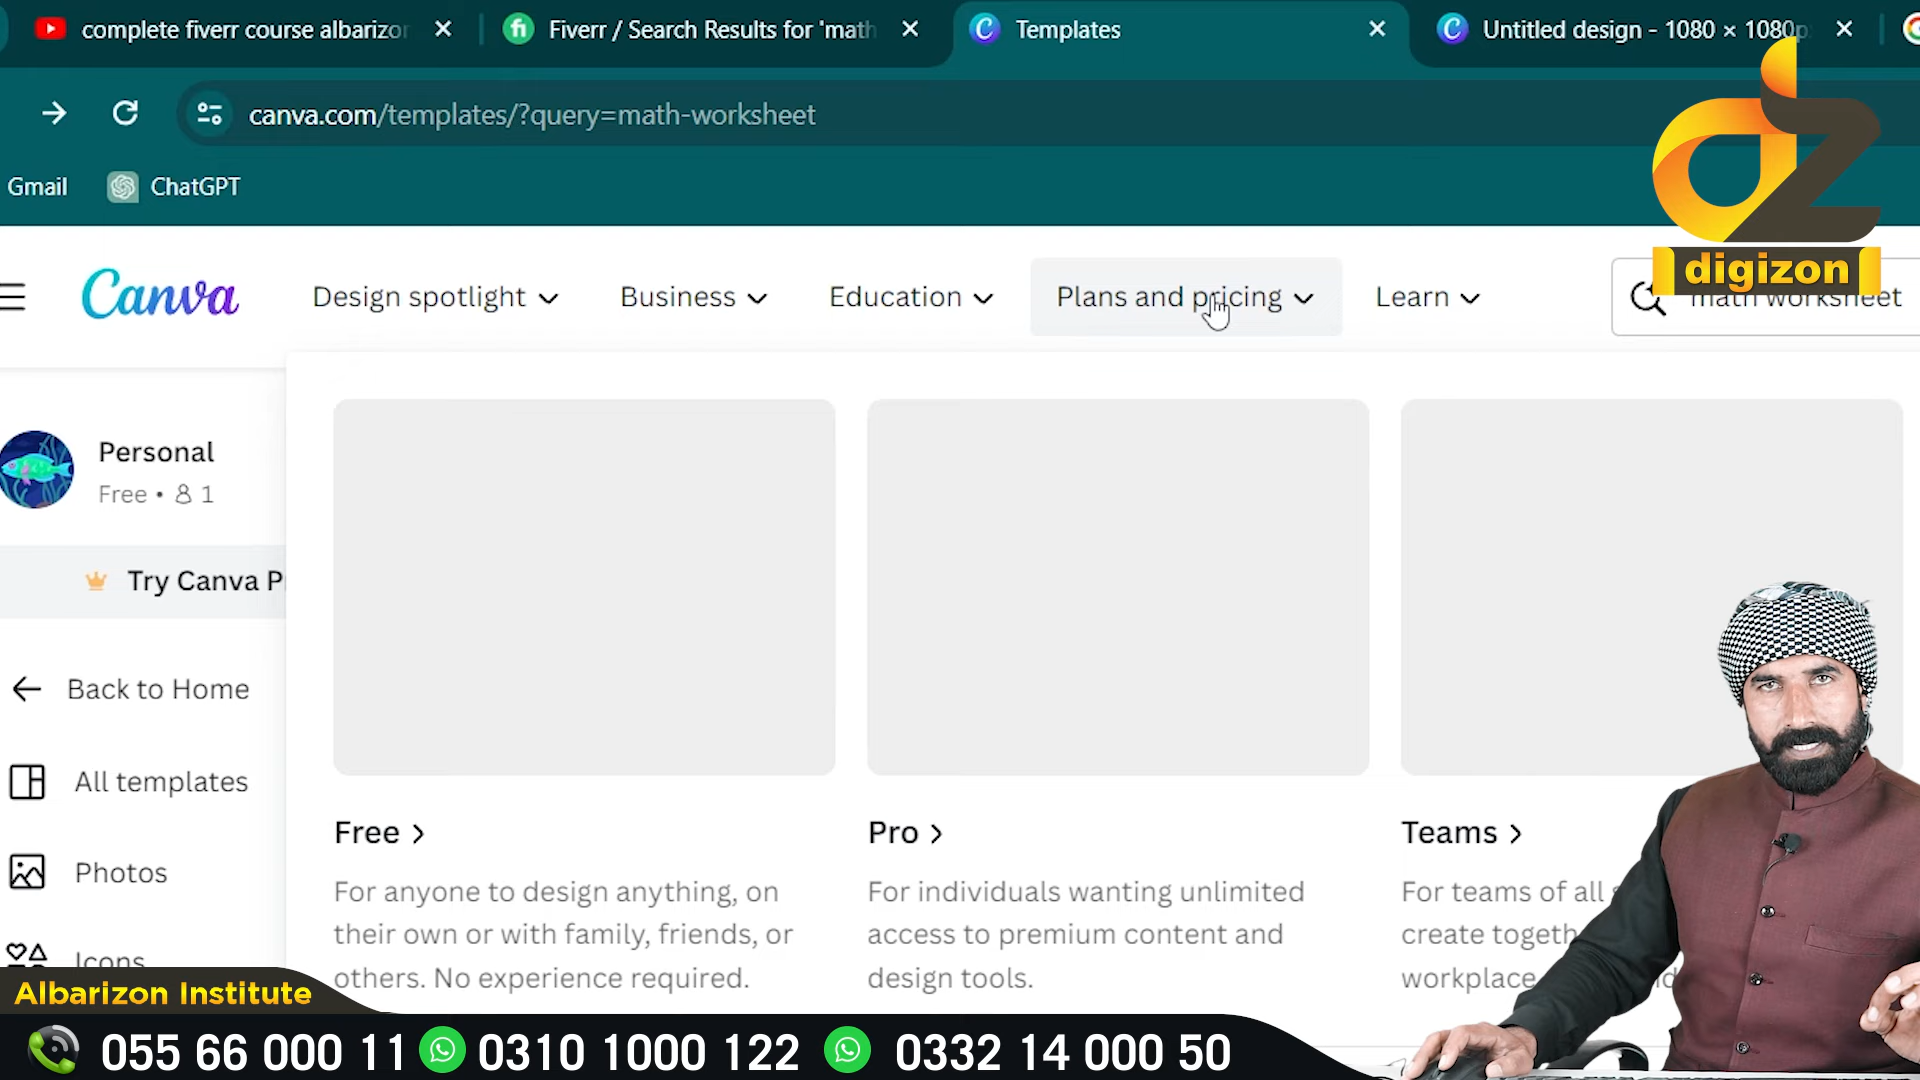 complete fiverr course albarizon
Fiverr / Search Results for 'math
Templates
Untitled design - 1080 × 1080p
canva.com/templates/?query=math-worksheet
Gmail
ChatGPT
digizon
Canva
Design spotlight
Business
Education
Plans and pricing
Learn
math worksheet
Personal
Free • 1
Try Canva P
Back to Home
All templates
Photos
Icons
Free
For anyone to design anything, on
their own or with family, friends, or
others. No experience required.
Pro
For individuals wanting unlimited
access to premium content and
design tools.
Teams
For teams of all
create togeth
workplace
Albarizon Institute
055 66 000 11
0310 1000 122
0332 14 000 50